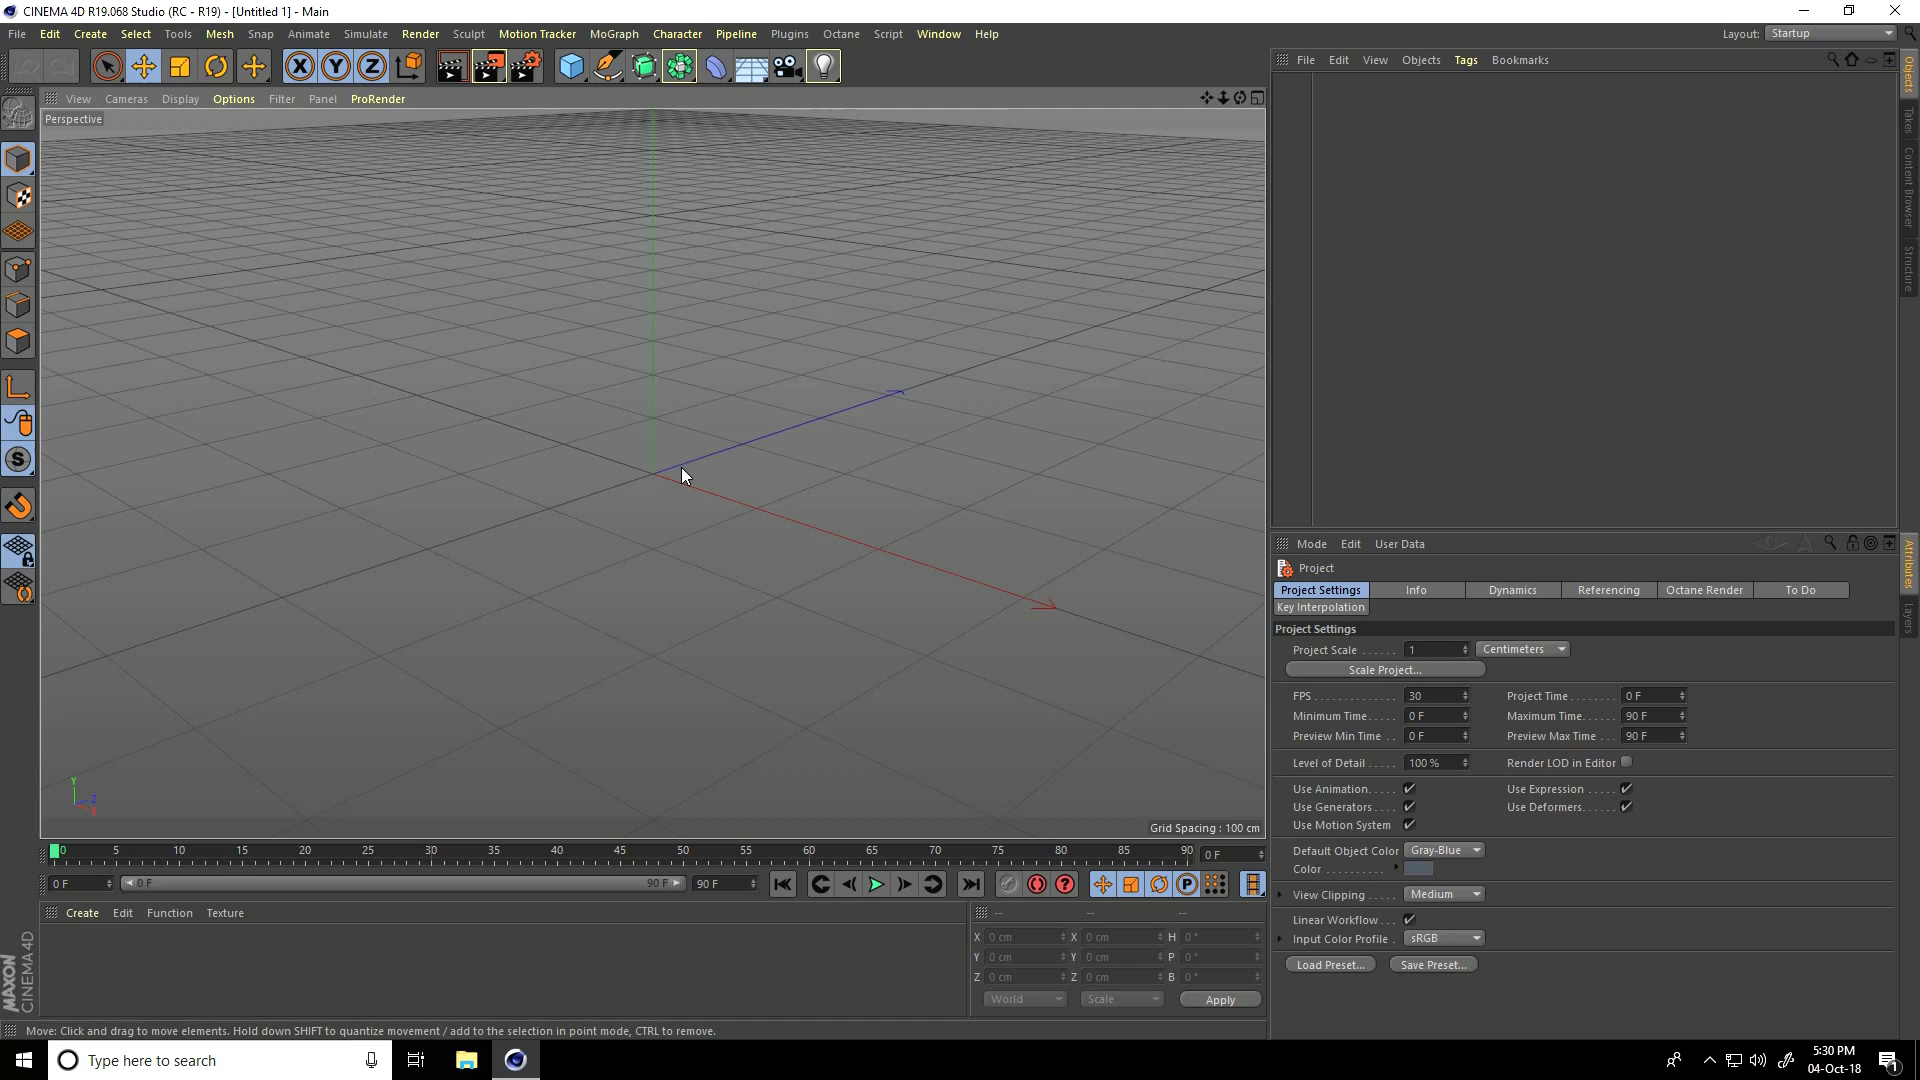 CINEMA 4D R19.068 Studio (RC - R19) - [Untitled 1] - Main
File Edit Create Select Tools Mesh Snap Animate Simulate Render Sculpt Motion Tracker MoGraph Character Pipeline Plugins Octane Script Window Help Layout: Startup
X Y Z
File Edit View Objects Tags Bookmarks
View Cameras Display Options Filter Panel ProRender
Perspective
Objects
Takes
Content Browser
Structure
S
Mode Edit User Data
Attributes
Layers
Project
Project Settings Info Dynamics Referencing Octane Render To Do
Key Interpolation
Project Settings
Project Scale . . . . . . 1 Centimeters
Scale Project...
FPS . . . . . . . . . . . . . 30 Project Time . . . . . . . 0 F
Minimum Time. . . . . 0 F Maximum Time. . . . . . 90 F
Preview Min Time . . 0 F Preview Max Time . . . 90 F
Level of Detail . . . . . 100 % Render LOD in Editor
Use Animation. . . . . Use Expression . . . . .
Use Generators . . . . Use Deformers. . . . . .
Use Motion System
Default Object Color Gray-Blue
Color . . . . . . . . . .
View Clipping . . . . . Medium
Linear Workflow . . .
Input Color Profile . sRGB
Load Preset... Save Preset...
Y
Z
X
Grid Spacing : 100 cm
0 5 10 15 20 25 30 35 40 45 50 55 60 65 70 75 80 85 90 0 F
0 F 0 F 90 F 90 F
? P
Create Edit Function Texture
-- -- --
X 0 cm X 0 cm H 0 °
Y 0 cm Y 0 cm P 0 °
Z 0 cm Z 0 cm B 0 °
World Scale Apply
MAXON
CINEMA 4D
Move: Click and drag to move elements. Hold down SHIFT to quantize movement / add to the selection in point mode, CTRL to remove.
Type here to search
5:30 PM
04-Oct-18
1